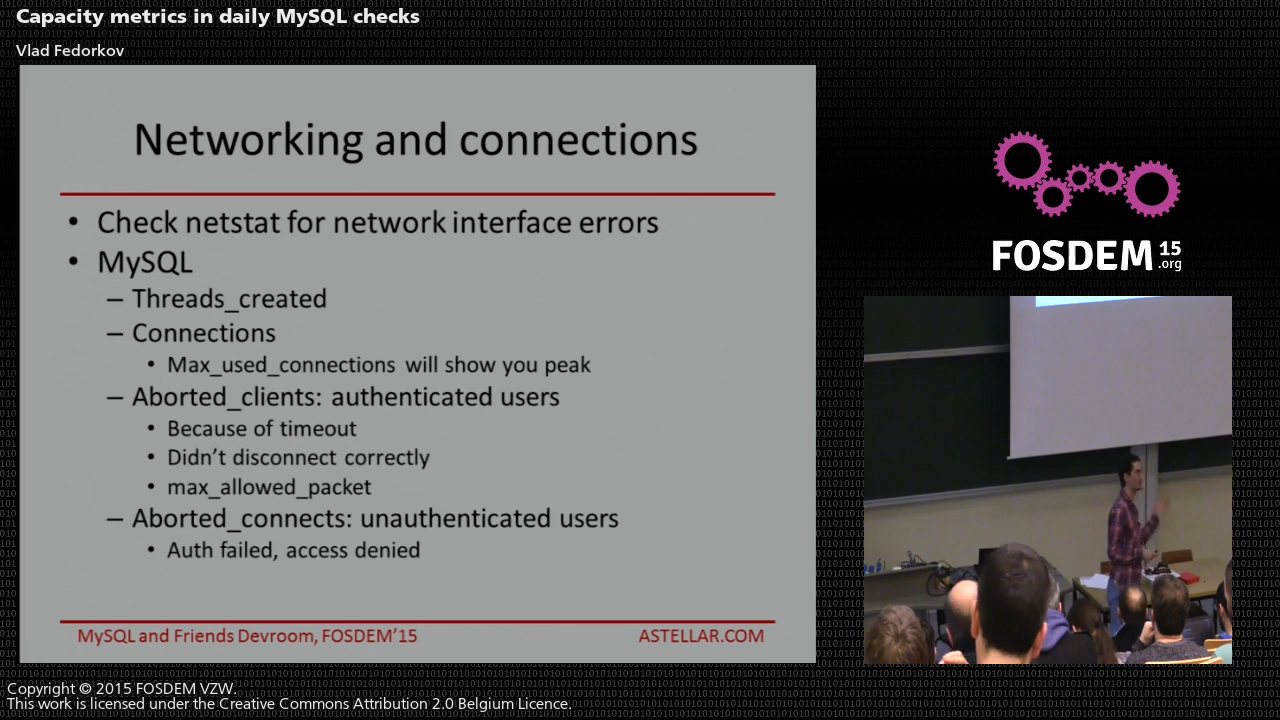 Capacity metrics in daily MySQL checks
Vlad Fedorkov
Networking and connections
• Check netstat for network interface errors
• MySQL
– Threads_created
– Connections
• Max_used_connections will show you peak
– Aborted_clients: authenticated users
• Because of timeout
• Didn't disconnect correctly
• max_allowed_packet
– Aborted_connects: unauthenticated users
• Auth failed, access denied
MySQL and Friends Devroom, FOSDEM'15
ASTELLAR.COM
FOSDEM 15
.org
Copyright © 2015 FOSDEM VZW.
This work is licensed under the Creative Commons Attribution 2.0 Belgium Licence.